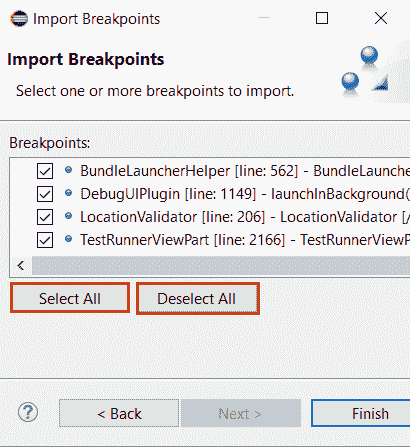 Import Breakpoints
Import Breakpoints
Select one or more breakpoints to import.
Breakpoints:
BundleLauncherHelper [line: 562] - BundleLaunche
DebugUIPlugin [line: 1149] - launchInBackground(
LocationValidator [line: 206] - LocationValidator [/
TestRunnerViewPart [line: 2166] - TestRunnerViewP
Select All
Deselect All
< Back
Next >
Finish